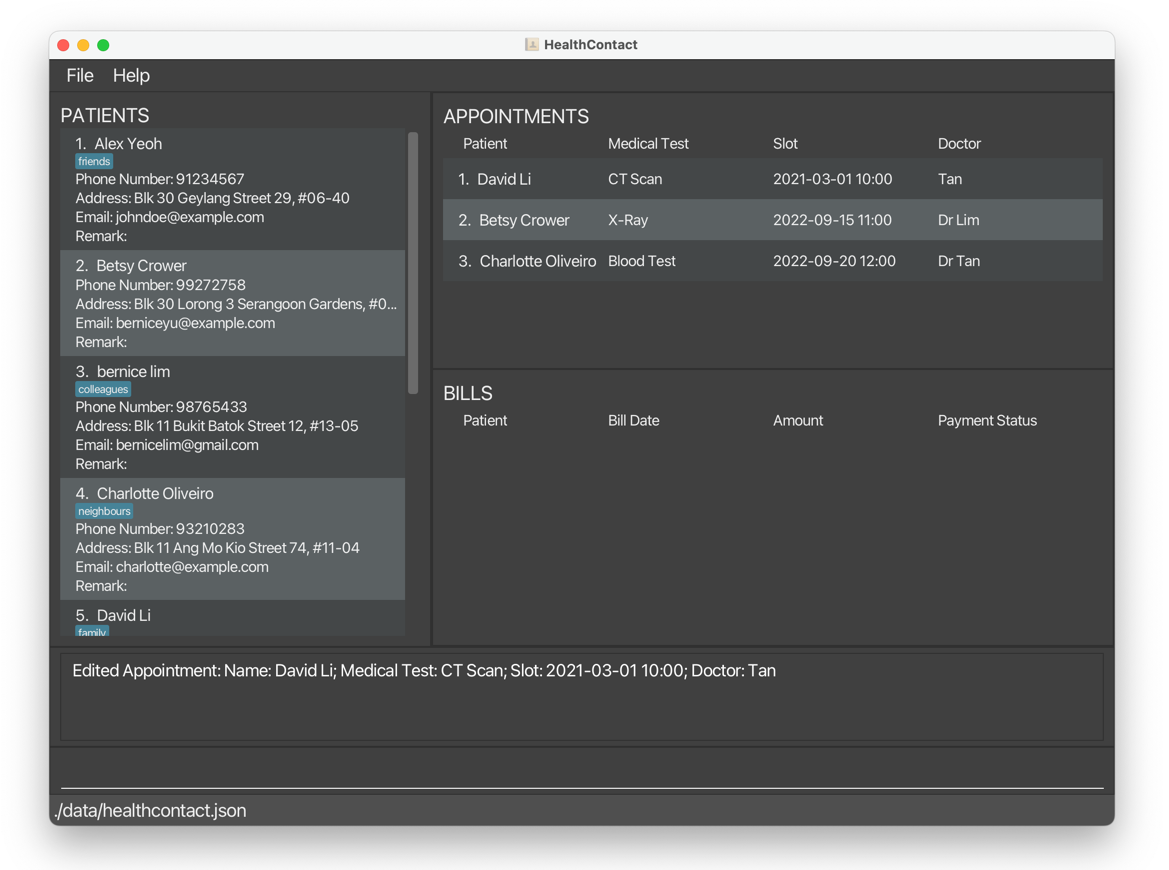 HealthContact
File Help
PATIENTS
1. Alex Yeoh
friends
Phone Number: 91234567
Address: Blk 30 Geylang Street 29, #06-40
Email: johndoe@example.com
Remark:
2. Betsy Crower
Phone Number: 99272758
Address: Blk 30 Lorong 3 Serangoon Gardens, #0...
Email: berniceyu@example.com
Remark:
3. bernice lim
colleagues
Phone Number: 98765433
Address: Blk 11 Bukit Batok Street 12, #13-05
Email: bernicelim@gmail.com
Remark:
4. Charlotte Oliveiro
neighbours
Phone Number: 93210283
Address: Blk 11 Ang Mo Kio Street 74, #11-04
Email: charlotte@example.com
Remark:
5. David Li
family
APPOINTMENTS
Patient Medical Test Slot Doctor
1. David Li CT Scan 2021-03-01 10:00 Tan
2. Betsy Crower X-Ray 2022-09-15 11:00 Dr Lim
3. Charlotte Oliveiro Blood Test 2022-09-20 12:00 Dr Tan
BILLS
Patient Bill Date Amount Payment Status
Edited Appointment: Name: David Li; Medical Test: CT Scan; Slot: 2021-03-01 10:00; Doctor: Tan
./data/healthcontact.json